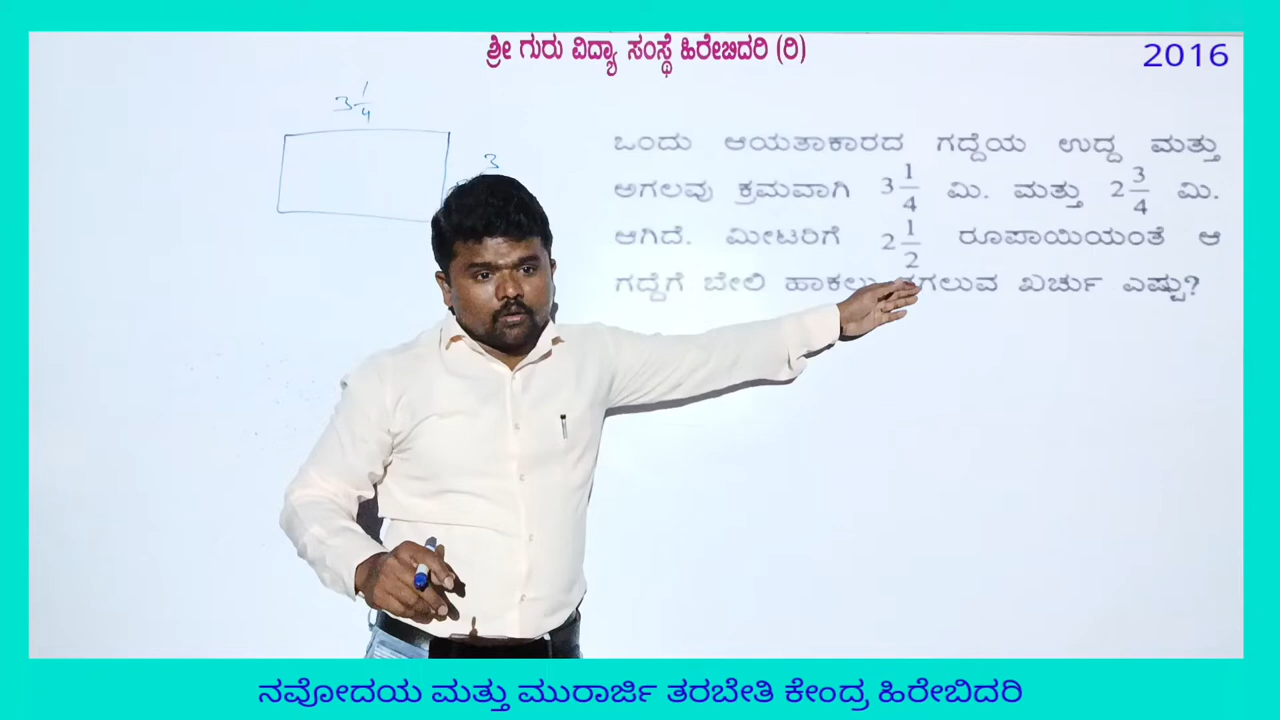 ಶ್ರೀ ಗುರು ವಿದ್ಯಾ ಸಂಸ್ಥೆ ಹಿರೇಬಿದರಿ (ರಿ)
2016
3 1/4
3
ಒಂದು ಆಯತಾಕಾರದ ಗದ್ದೆಯ ಉದ್ದ ಮತ್ತು
ಅಗಲವು ಕ್ರಮವಾಗಿ 3 1/4 ಮಿ. ಮತ್ತು 2 3/4 ಮಿ.
ಆಗಿದೆ. ಮೀಟರಿಗೆ 2 1/2 ರೂಪಾಯಿಯಂತೆ ಆ
ಗದ್ದೆಗೆ ಬೇಲಿ ಹಾಕಲು ಖರ್ಚು ಎಷ್ಟು?
ನವೋದಯ ಮತ್ತು ಮುರಾರ್ಜಿ ತರಬೇತಿ ಕೇಂದ್ರ ಹಿರೇಬಿದರಿ